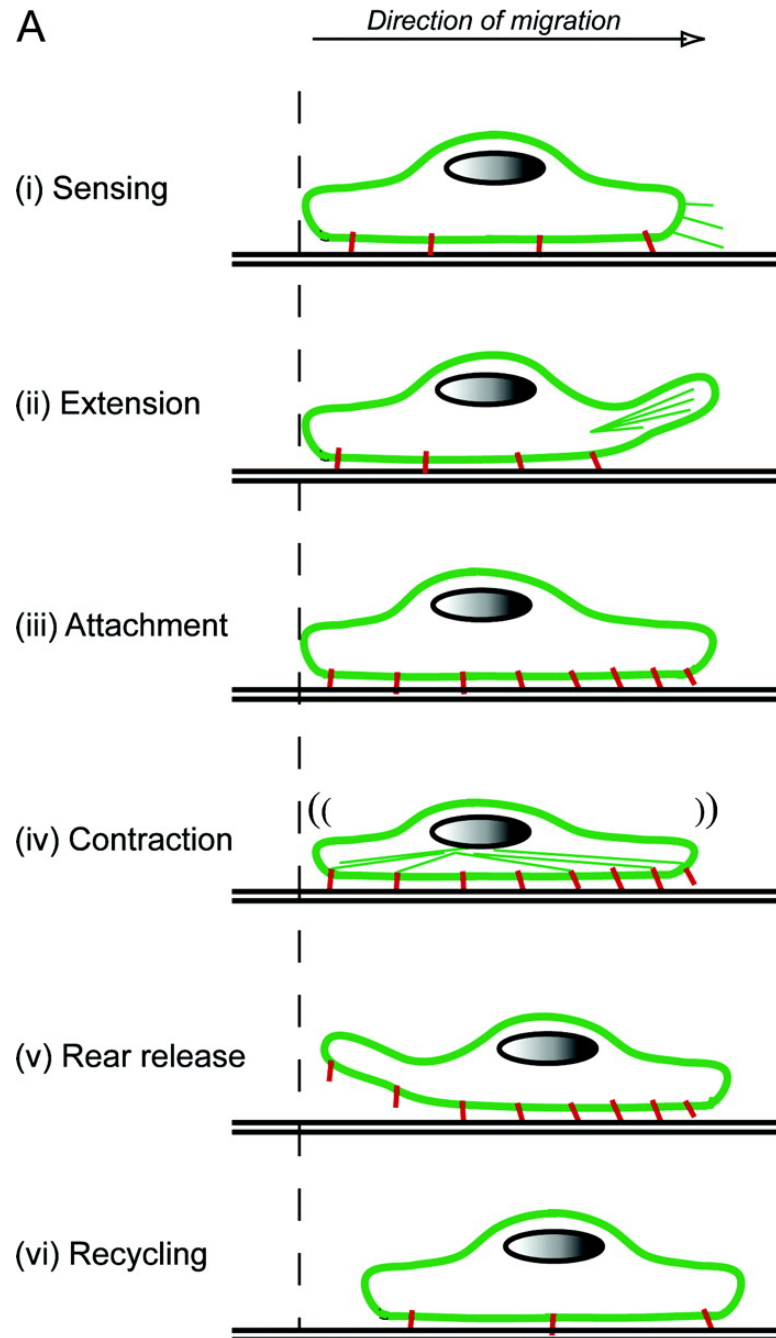 A
Direction of migration
(i) Sensing
(ii) Extension
(iii) Attachment
(iv) Contraction
(v) Rear release
(vi) Recycling